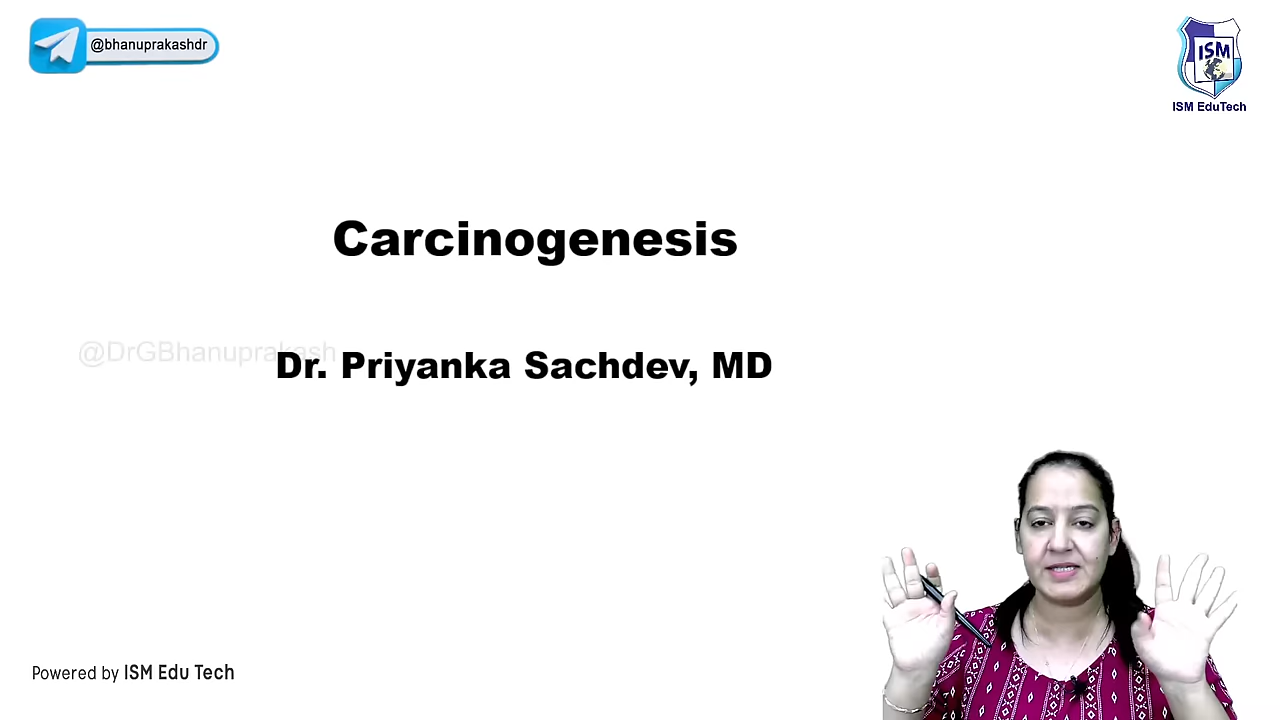 @bhanuprakashdr
ISM
ISM EduTech
Carcinogenesis
@DrGBhanuprakash
Dr. Priyanka Sachdev, MD
Powered by ISM Edu Tech